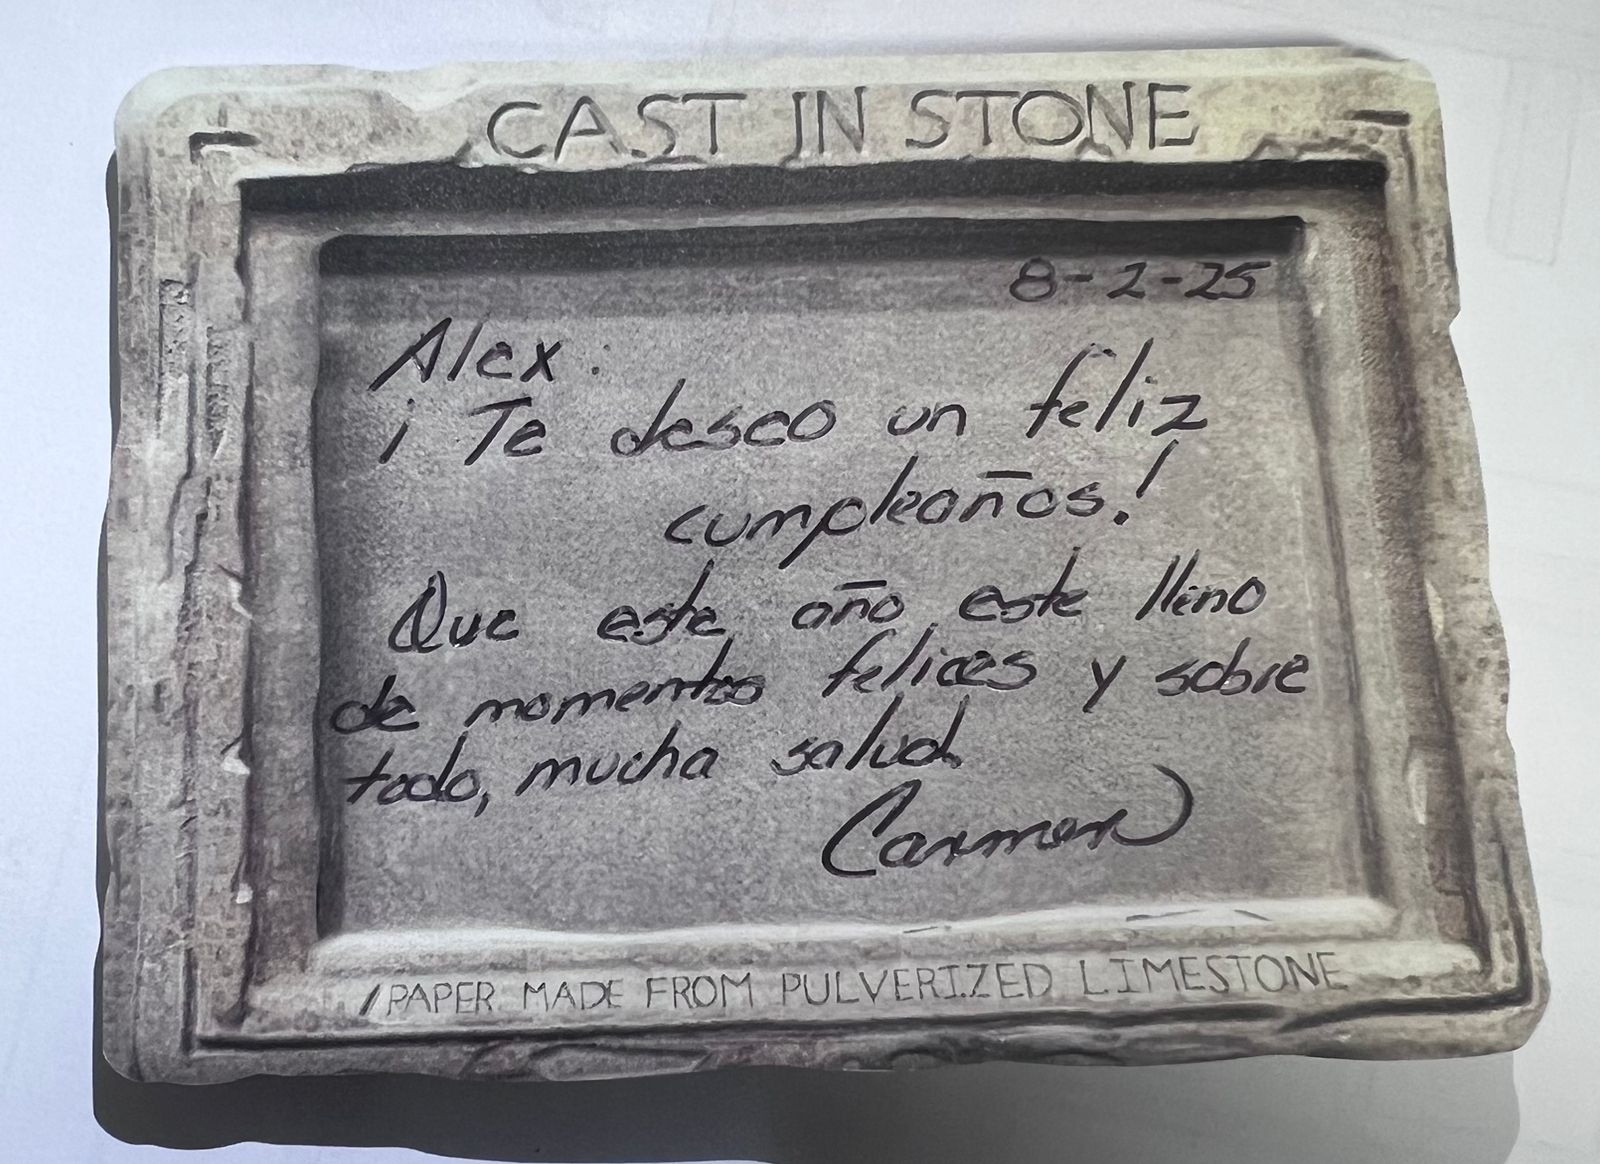 CAST IN STONE
8-2-25
Alex.
¡Te deseo un feliz
cumpleaños!
Que este año este lleno
de momentos felices y sobre
todo, mucha salud.
Carmen
PAPER MADE FROM PULVERIZED LIMESTONE